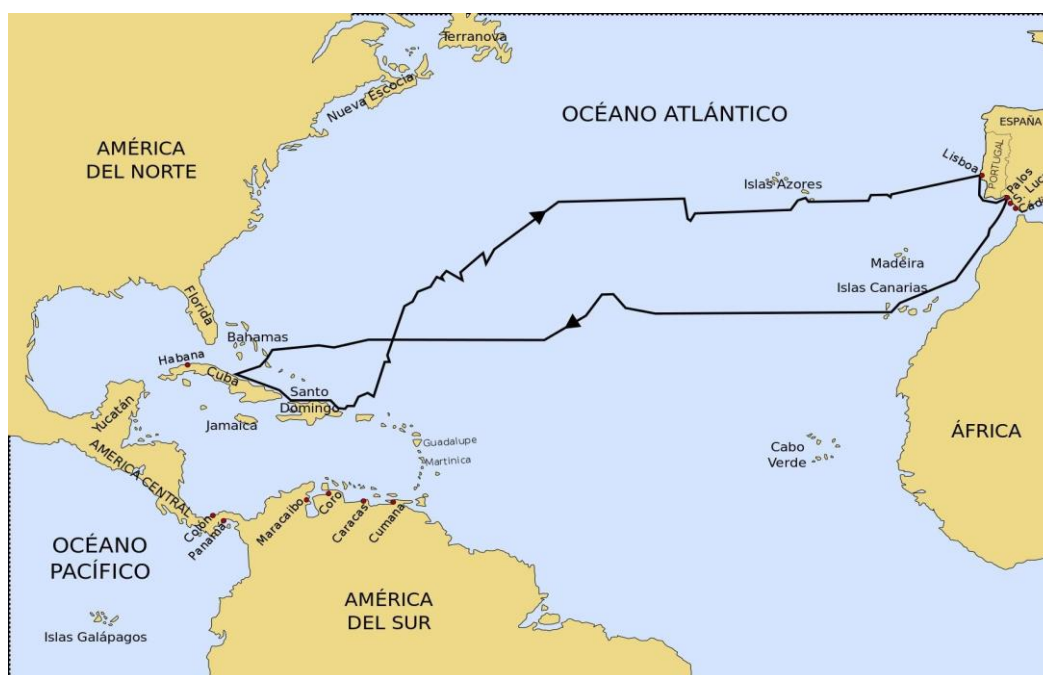 Terranova
Nueva Escocia
OCÉANO ATLÁNTICO
ESPAÑA
PORTUGAL
AMÉRICA
DEL NORTE
Lisboa
Palos
Islas Azores
Madeira
Islas Canarias
Florida
Bahamas
Habana
Cuba
Santo
Domingo
Yucatán
Jamaica
Guadalupe
Martinica
ÁFRICA
Cabo
Verde
AMERICA CENTRAL
Colón
Panamá
Maracaibo
Coro
Caracas
Cumana
OCÉANO
PACÍFICO
AMÉRICA
DEL SUR
Islas Galápagos